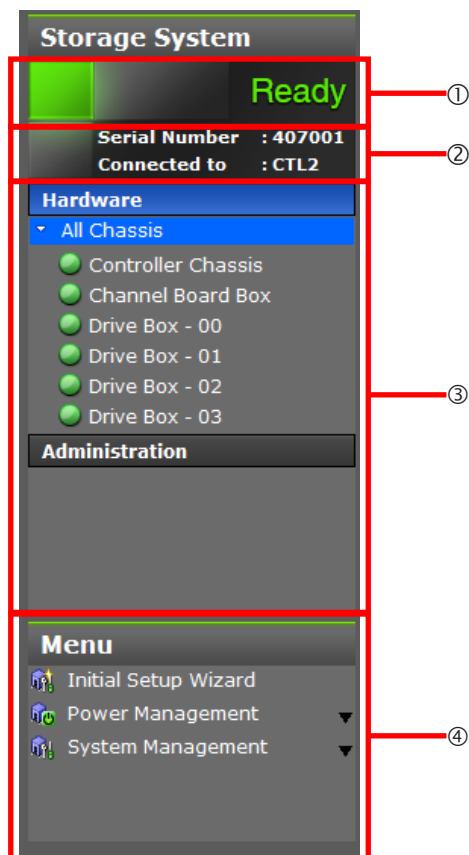 Storage System
Ready
①
Serial Number : 407001
Connected to : CTL2
②
Hardware
All Chassis
Controller Chassis
Channel Board Box
Drive Box - 00
Drive Box - 01
Drive Box - 02
Drive Box - 03
③
Administration
Menu
Initial Setup Wizard
Power Management
System Management
④